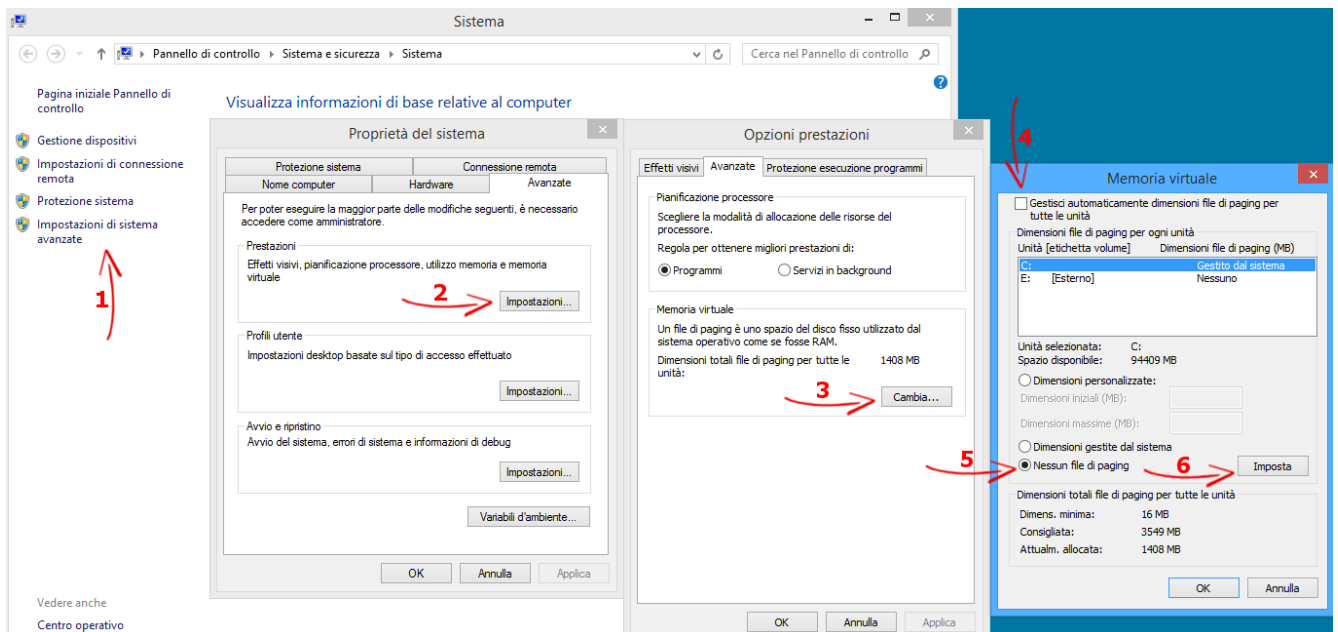 Sistema
Pannello di controllo
Sistema e sicurezza
Sistema
Cerca nel Pannello di controllo
Pagina iniziale Pannello di
controllo
Gestione dispositivi
Impostazioni di connessione
remota
Protezione sistema
Impostazioni di sistema
avanzate
1
Vedere anche
Centro operativo
Visualizza informazioni di base relative al computer
Proprietà del sistema
Protezione sistema
Connessione remota
Nome computer
Hardware
Avanzate
Per poter eseguire la maggior parte delle modifiche seguenti, è necessario
accedere come amministratore.
Prestazioni
Effetti visivi, pianificazione processore, utilizzo memoria e memoria
virtuale
2
Impostazioni...
Profili utente
Impostazioni desktop basate sul tipo di accesso effettuato
Impostazioni...
Avvio e ripristino
Avvio del sistema, errori di sistema e informazioni di debug
Impostazioni...
Variabili d'ambiente...
OK
Annulla
Applica
Opzioni prestazioni
Effetti visivi
Avanzate
Protezione esecuzione programmi
Pianificazione processore
Scegliere la modalità di allocazione delle risorse del
processore.
Regola per ottenere migliori prestazioni di:
Programmi
Servizi in background
Memoria virtuale
Un file di paging è uno spazio del disco fisso utilizzato dal
sistema operativo come se fosse RAM.
Dimensioni totali file di paging per tutte le 1408 MB
unità:
3
Cambia...
OK
Annulla
Applica
4
Memoria virtuale
Gestisci automaticamente dimensioni file di paging per
tutte le unità
Dimensioni file di paging per ogni unità
Unità [etichetta volume] Dimensioni file di paging (MB)
C: Gestito dal sistema
E: [Esterno] Nessuno
Unità selezionata: C:
Spazio disponibile: 94409 MB
Dimensioni personalizzate:
Dimensioni iniziali (MB):
Dimensioni massime (MB):
Dimensioni gestite dal sistema
5
Nessun file di paging
6
Imposta
Dimensioni totali file di paging per tutte le unità
Dimens. minima: 16 MB
Consigliata: 3549 MB
Attualm. allocata: 1408 MB
OK
Annulla